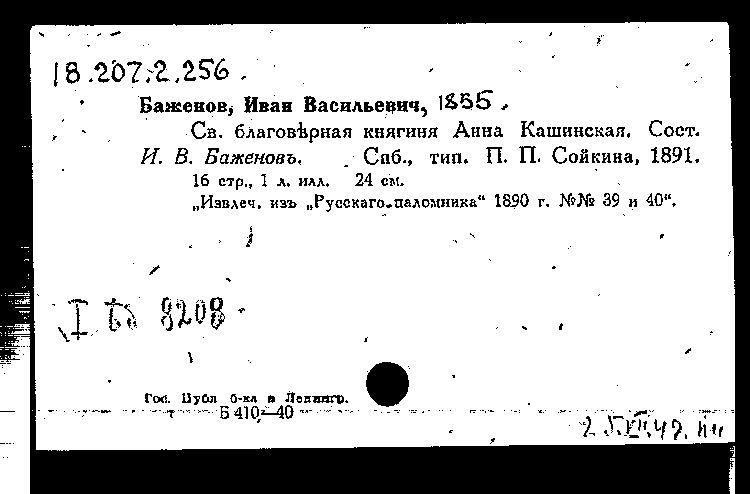 18.207.2.256.
Баженов, Иван Васильевич, 1855.
Св. благовѣрная княгиня Анна Кашинская. Сост.
И. В. Баженовъ. Спб., тип. П. П. Сойкина, 1891.
16 стр., 1 л. илл. 24 см.
„Извлеч. изъ „Русскаго паломника“ 1890 г. №№ 39 и 40“.
8208
Гос. Публ б-ка в Ленингр.
Б 410—40